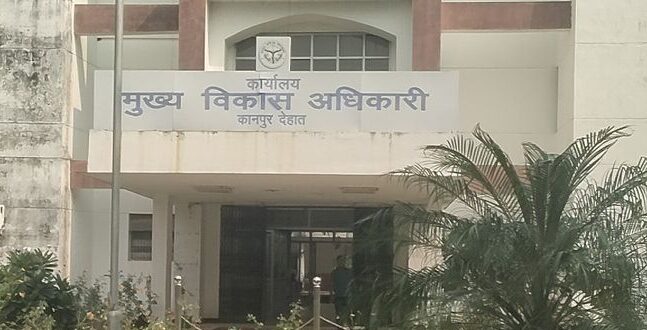 कार्यालय
मुख्य विकास अधिकारी
कानपुर देहात